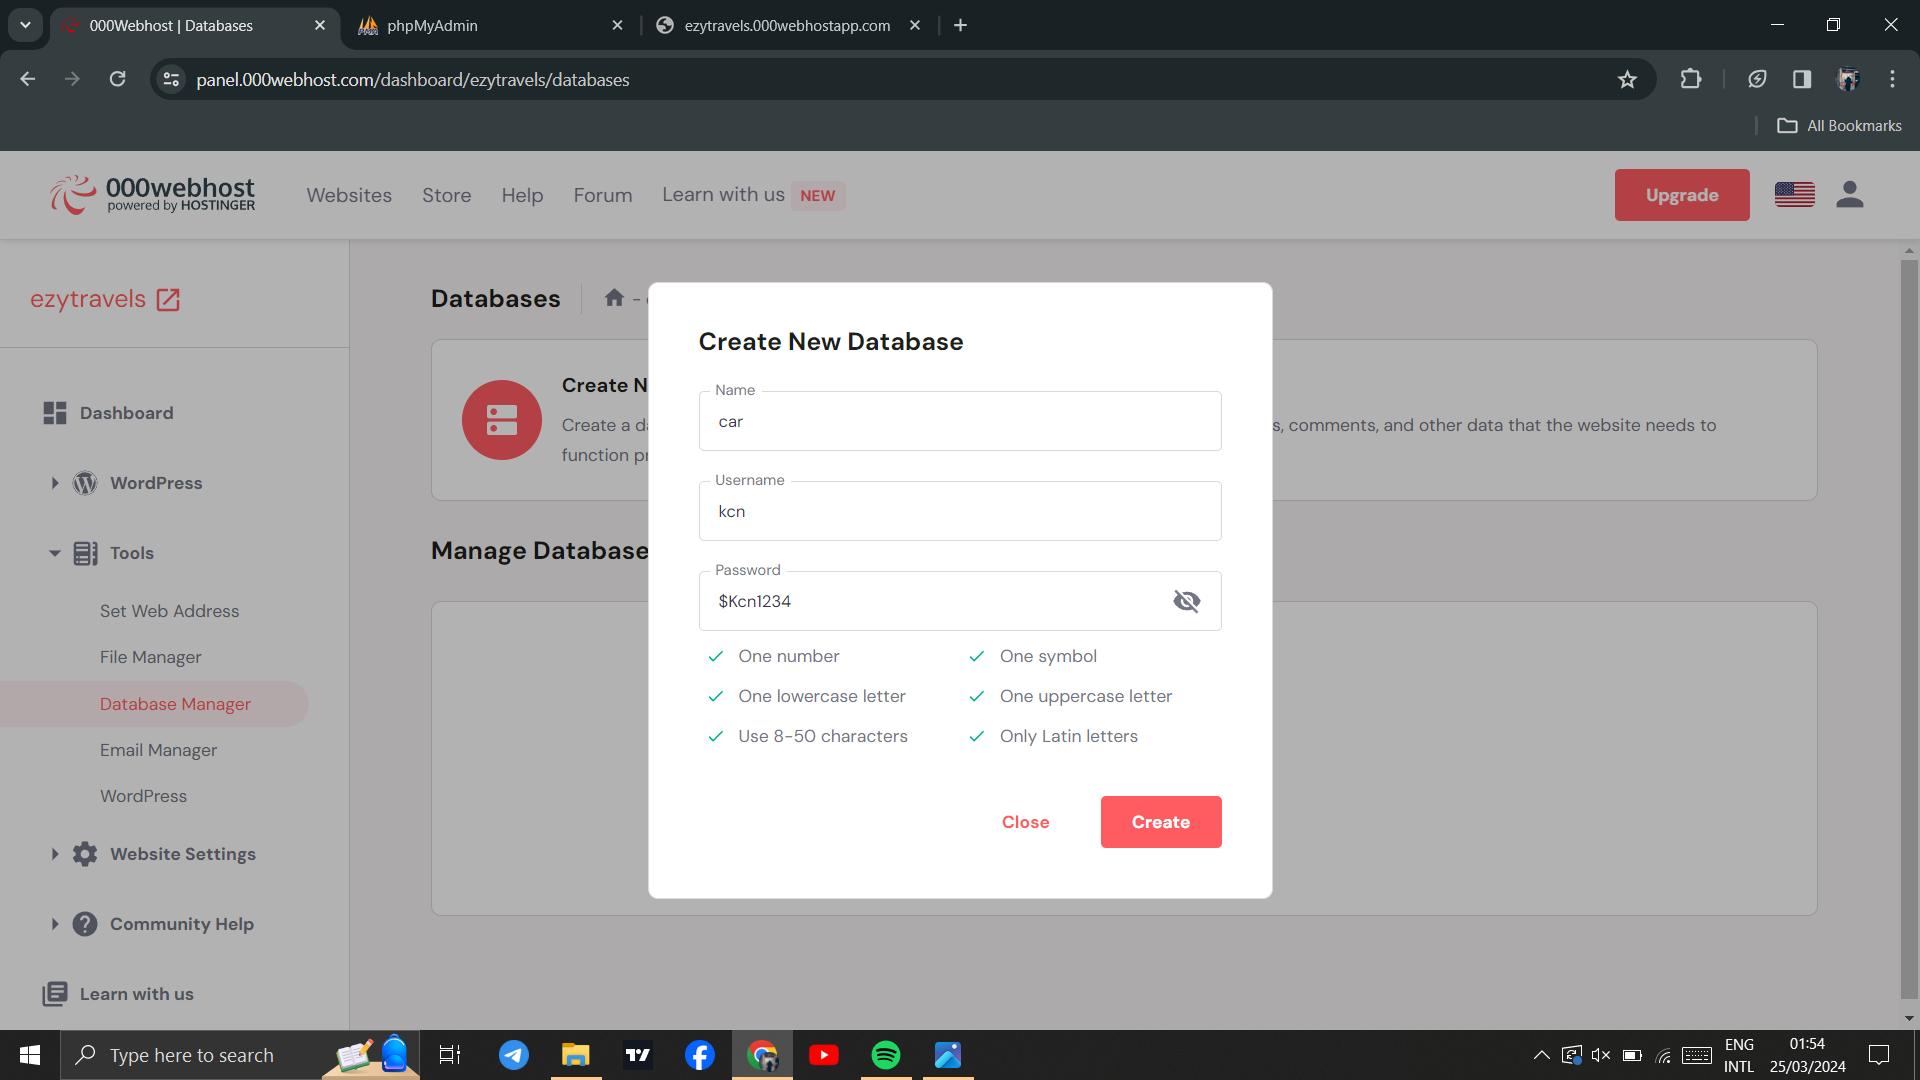 000Webhost | Databases
phpMyAdmin
ezytravels.000webhostapp.com
panel.000webhost.com/dashboard/ezytravels/databases
All Bookmarks
000webhost
powered by HOSTINGER
Websites
Store
Help
Forum
Learn with us NEW
Upgrade
ezytravels
Dashboard
WordPress
Tools
Set Web Address
File Manager
Database Manager
Email Manager
WordPress
Website Settings
Community Help
Learn with us
Databases
-
Create N
Create a d
s, comments, and other data that the website needs to
function p
Manage Database
Create New Database
Name
car
Username
kcn
Password
$Kcn1234
One number
One symbol
One lowercase letter
One uppercase letter
Use 8-50 characters
Only Latin letters
Close
Create
Type here to search
ENG
INTL
01:54
25/03/2024